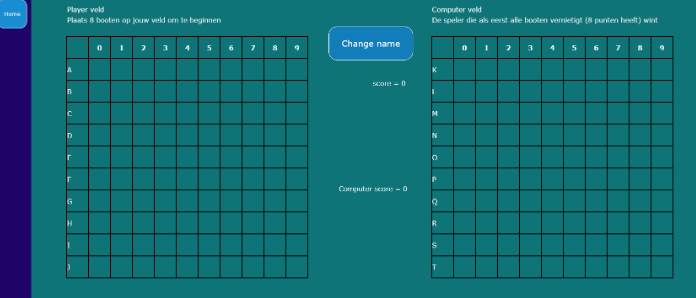 Home
Player veld
Plaats 8 booten op jouw veld om te beginnen
0 1 2 3 4 5 6 7 8 9
A
B
C
D
E
F
G
H
I
J
Change name
score = 0
Computer score = 0
Computer veld
De speler die als eerst alle booten vernietigt (8 punten heeft) wint
0 1 2 3 4 5 6 7 8 9
K
L
M
N
O
P
Q
R
S
T